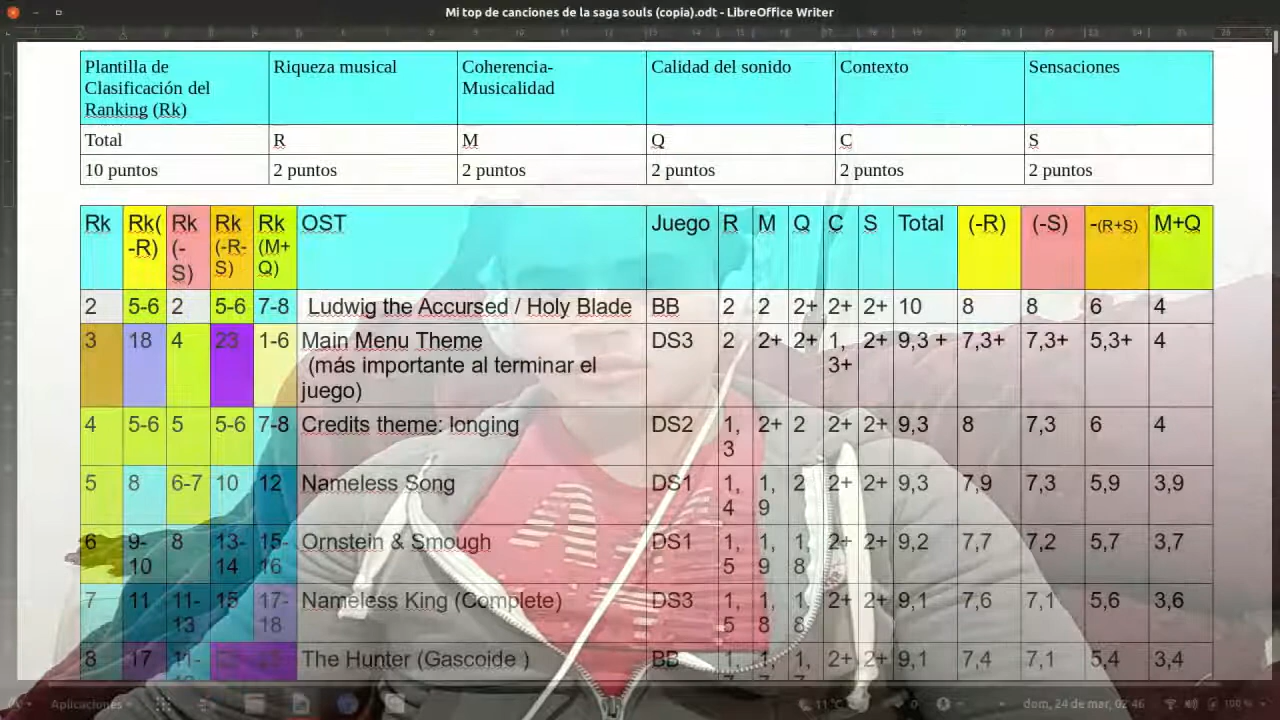 Mi top de canciones de la saga souls (copia).odt - LibreOffice Writer
Plantilla de Clasificación del Ranking (Rk) Riqueza musical Coherencia-Musicalidad Calidad del sonido Contexto Sensaciones
Total R M Q C S
10 puntos 2 puntos 2 puntos 2 puntos 2 puntos 2 puntos
Rk Rk(-R) Rk (-S) Rk (-R-S) Rk (M+Q) OST Juego R M Q C S Total (-R) (-S) -(R+S) M+Q
2 5-6 2 5-6 7-8 Ludwig the Accursed / Holy Blade BB 2 2 2+ 2+ 2+ 10 8 8 6 4
3 18 4 23 1-6 Main Menu Theme (más importante al terminar el juego) DS3 2 2+ 2+ 1,3+ 2+ 9,3 + 7,3+ 7,3+ 5,3+ 4
4 5-6 5 5-6 7-8 Credits theme: longing DS2 1,3 2+ 2 2+ 2+ 9,3 8 7,3 6 4
5 8 6-7 10 12 Nameless Song DS1 1,4 1,9 2 2+ 2+ 9,3 7,9 7,3 5,9 3,9
6 9-10 8 13-14 15-16 Ornstein & Smough DS1 1,5 1,9 1,8 2+ 2+ 9,2 7,7 7,2 5,7 3,7
7 11 11-13 15 17-18 Nameless King (Complete) DS3 1,5 1,8 1,8 2+ 2+ 9,1 7,6 7,1 5,6 3,6
8 17 11- The Hunter (Gascoide ) BB 1, 1, 1, 2+ 2+ 9,1 7,4 7,1 5,4 3,4
Aplicaciones 11 °C 0 dom, 24 de mar, 02:46 100 %